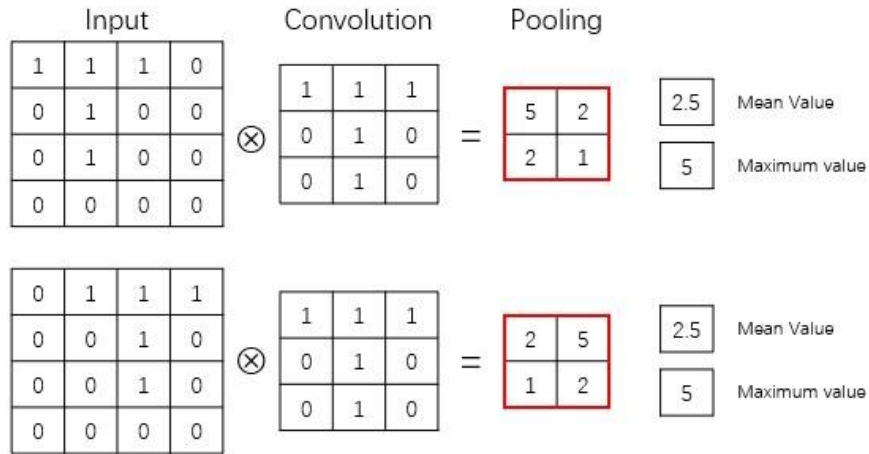 Input Convolution Pooling
1 1 1 0
0 1 0 0
0 1 0 0
0 0 0 0
⊗
1 1 1
0 1 0
0 1 0
=
5 2
2 1
2.5 Mean Value
5 Maximum value
0 1 1 1
0 0 1 0
0 0 1 0
0 0 0 0
⊗
1 1 1
0 1 0
0 1 0
=
2 5
1 2
2.5 Mean Value
5 Maximum value